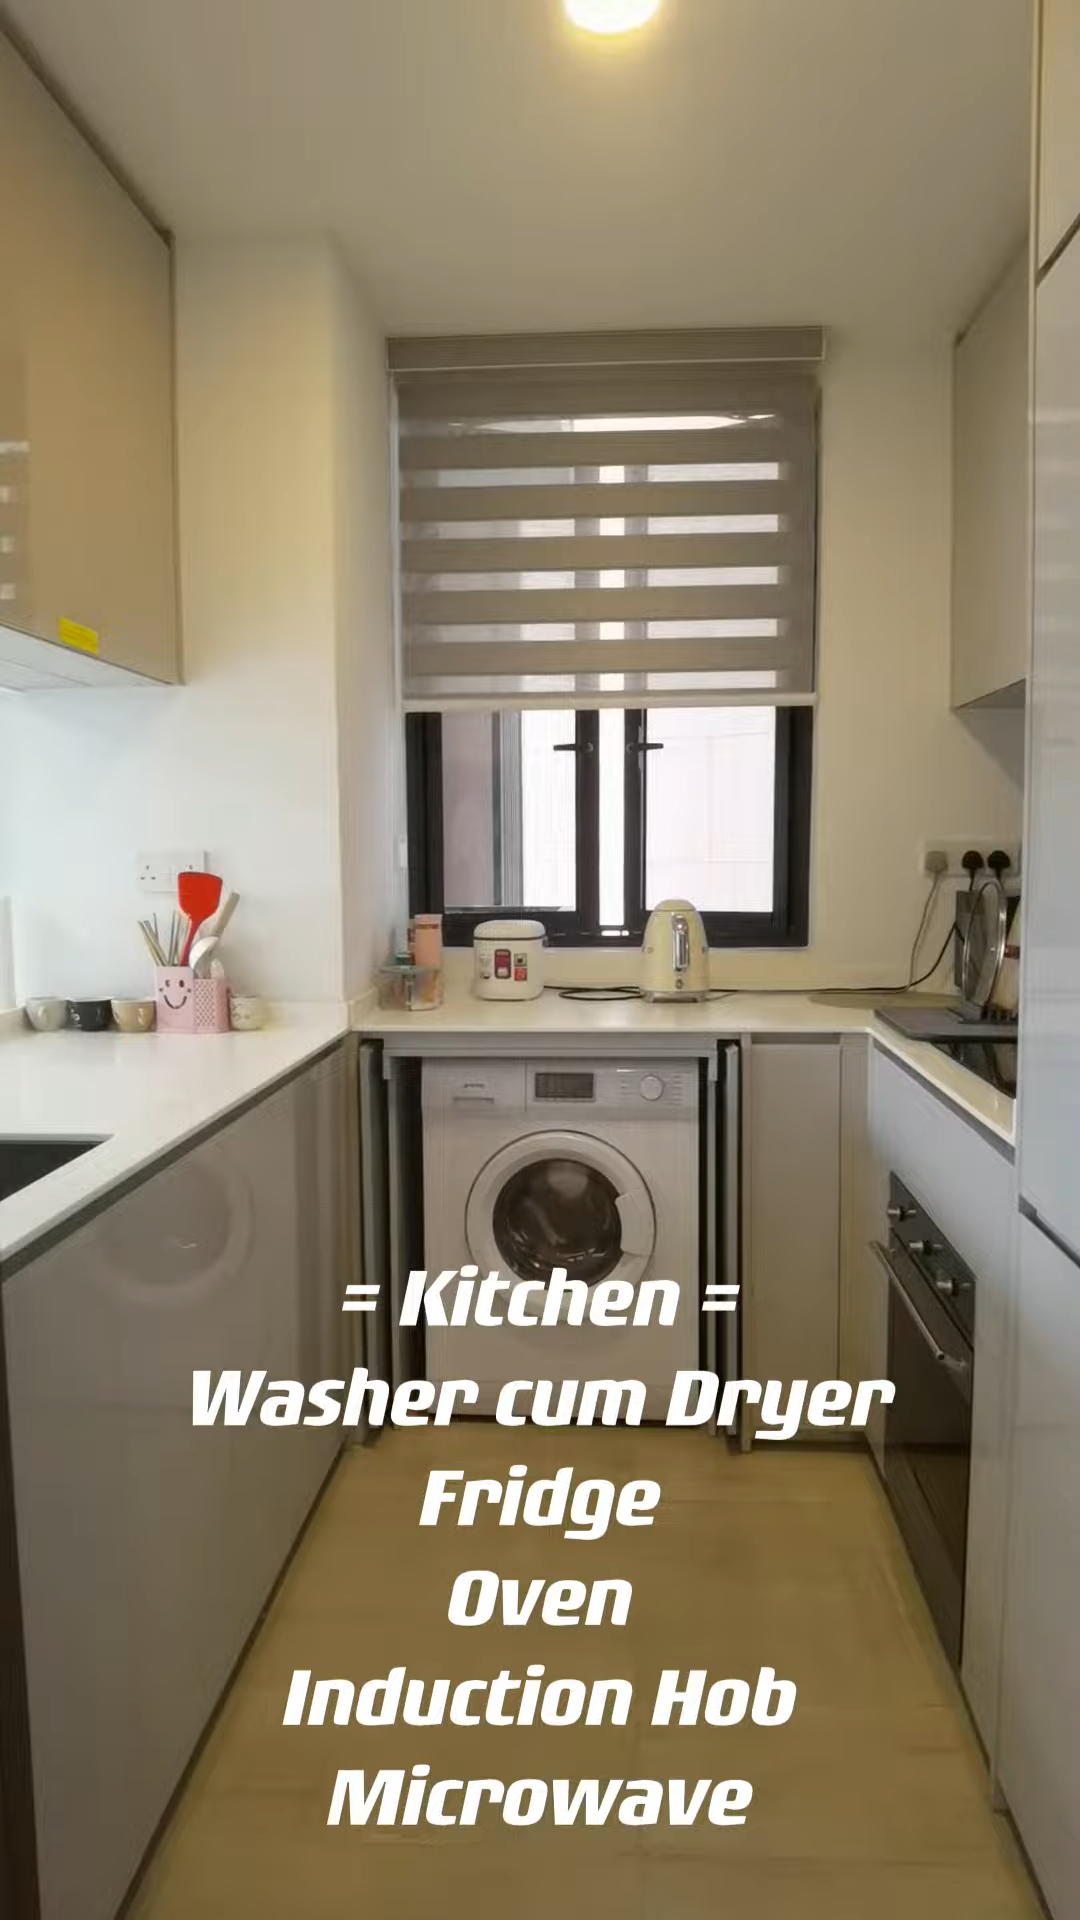 = Kitchen =
Washer cum Dryer
Fridge
Oven
Induction Hob
Microwave